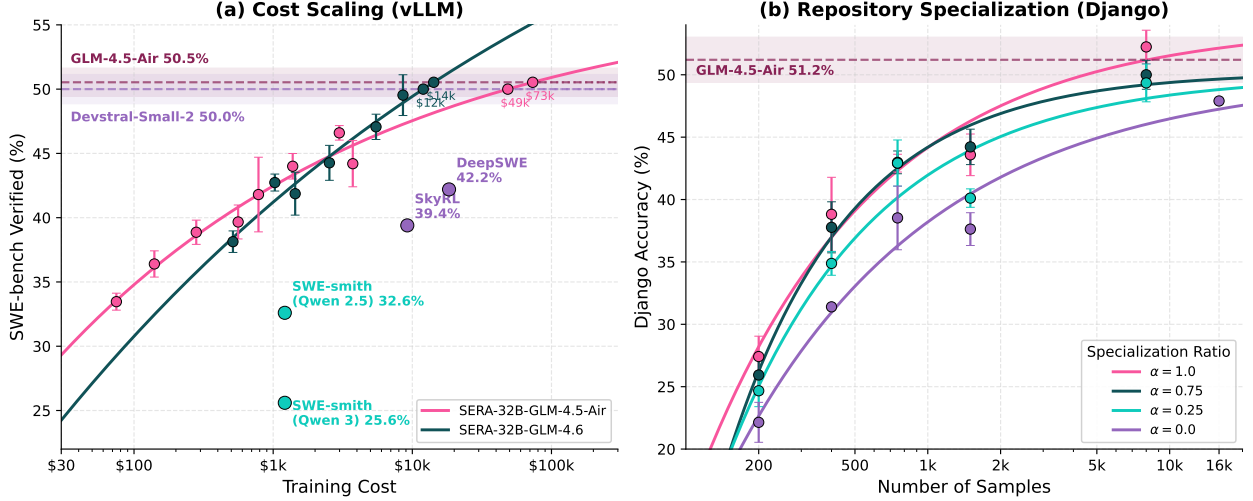 (a) Cost Scaling (vLLM)
SWE-bench Verified (%)
55
50
45
40
35
30
25
GLM-4.5-Air 50.5%
Devstral-Small-2 50.0%
$14k
$12k
$73k
$49k
DeepSWE
42.2%
SkyRL
39.4%
SWE-smith
(Qwen 2.5) 32.6%
SWE-smith
(Qwen 3) 25.6%
SERA-32B-GLM-4.5-Air
SERA-32B-GLM-4.6
$30
$100
$1k
$10k
$100k
Training Cost
(b) Repository Specialization (Django)
Django Accuracy (%)
50
45
40
35
30
25
20
GLM-4.5-Air 51.2%
Specialization Ratio
α = 1.0
α = 0.75
α = 0.25
α = 0.0
200
500
1k
2k
5k
10k
16k
Number of Samples